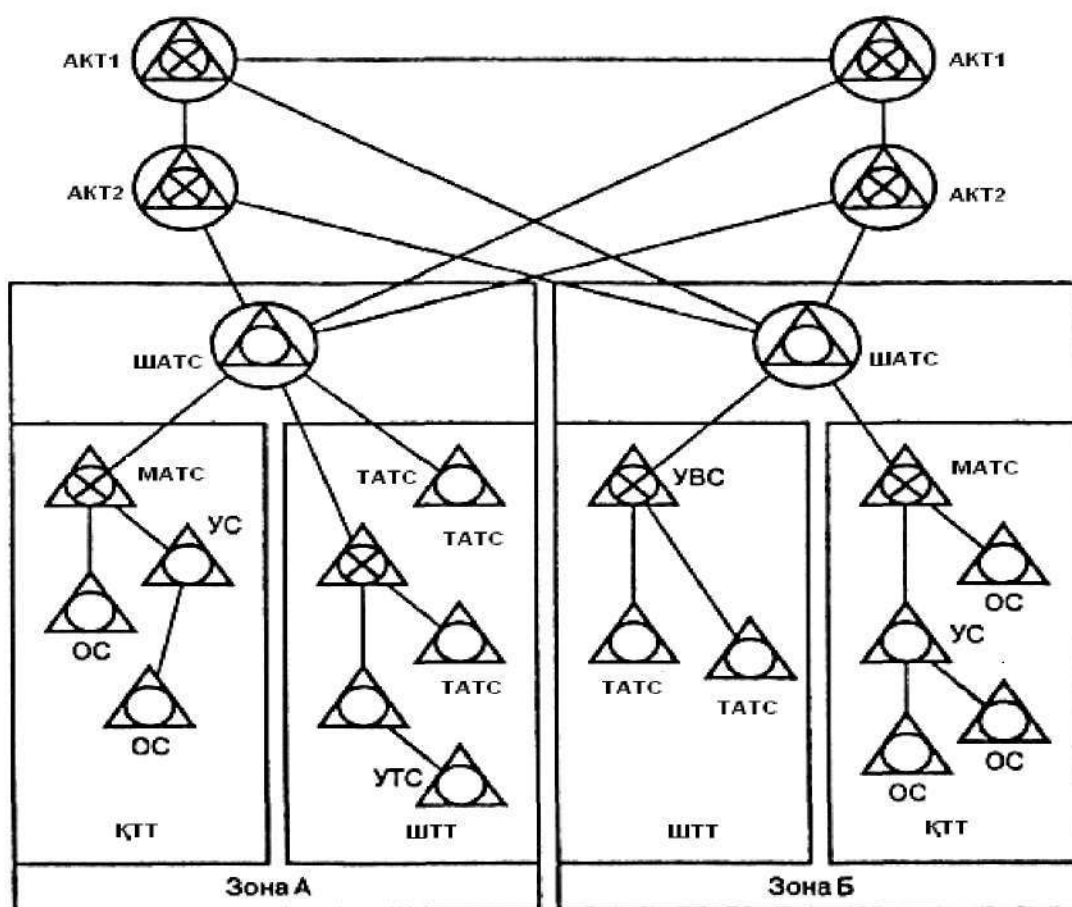 АКТ1
АКТ1
АКТ2
АКТ2
ШАТС
ШАТС
МАТС
УС
ОС
ОС
ҚТТ
ТАТС
ТАТС
ТАТС
УТС
ШТТ
УВС
ТАТС
ТАТС
ШТТ
МАТС
ОС
УС
ОС
ОС
ҚТТ
Зона А
Зона Б